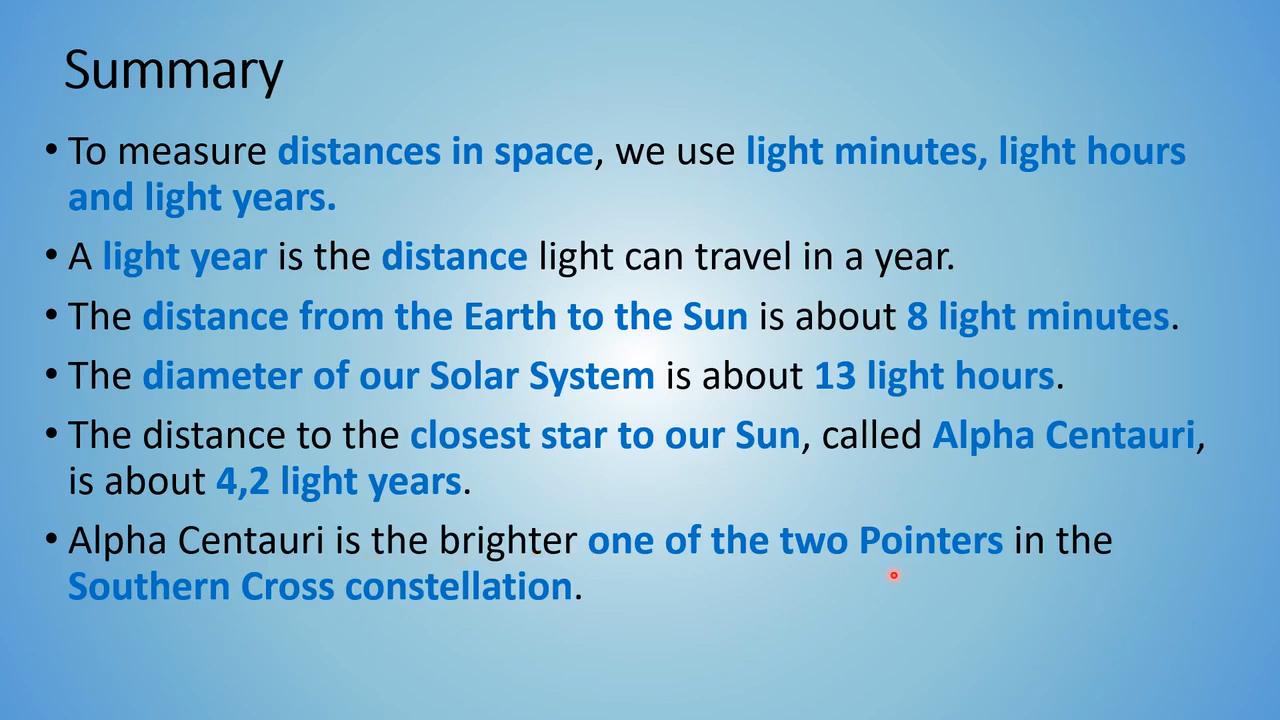 Summary
• To measure distances in space, we use light minutes, light hours
and light years.
• A light year is the distance light can travel in a year.
• The distance from the Earth to the Sun is about 8 light minutes.
• The diameter of our Solar System is about 13 light hours.
• The distance to the closest star to our Sun, called Alpha Centauri,
is about 4,2 light years.
• Alpha Centauri is the brighter one of the two Pointers in the
Southern Cross constellation.